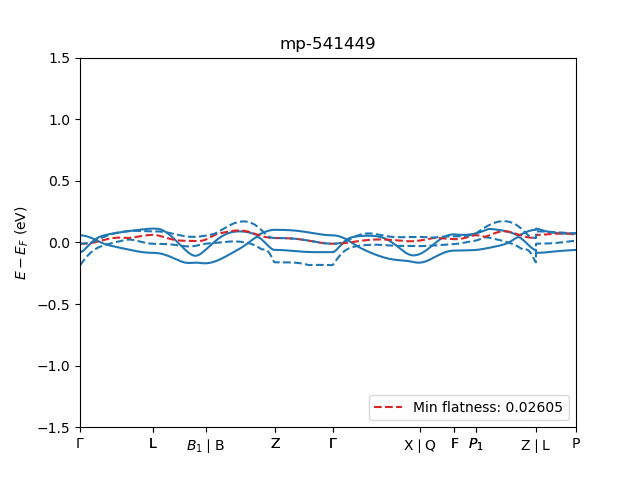 mp-541449
1.5
1.0
0.5
0.0
−0.5
−1.0
−1.5
E − E_F (eV)
Min flatness: 0.02605
Γ L B₁ | B Z Γ X | Q F P₁ Z | L P